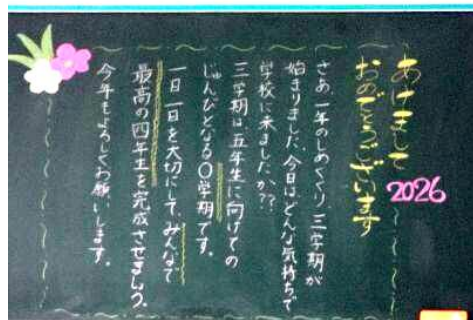 あけまして
おめでとうございます
2026
さあ、一年のしめくくり、三学期が
始まりました。今日はどんな気持ちで
学校に来ましたか??
三学期は五年生に向けての
じゅんびとなる〇学期です。
一日一日を大切にして、みんなで
最高の四年生を完成させましょう。
今年もよろしくお願いします。